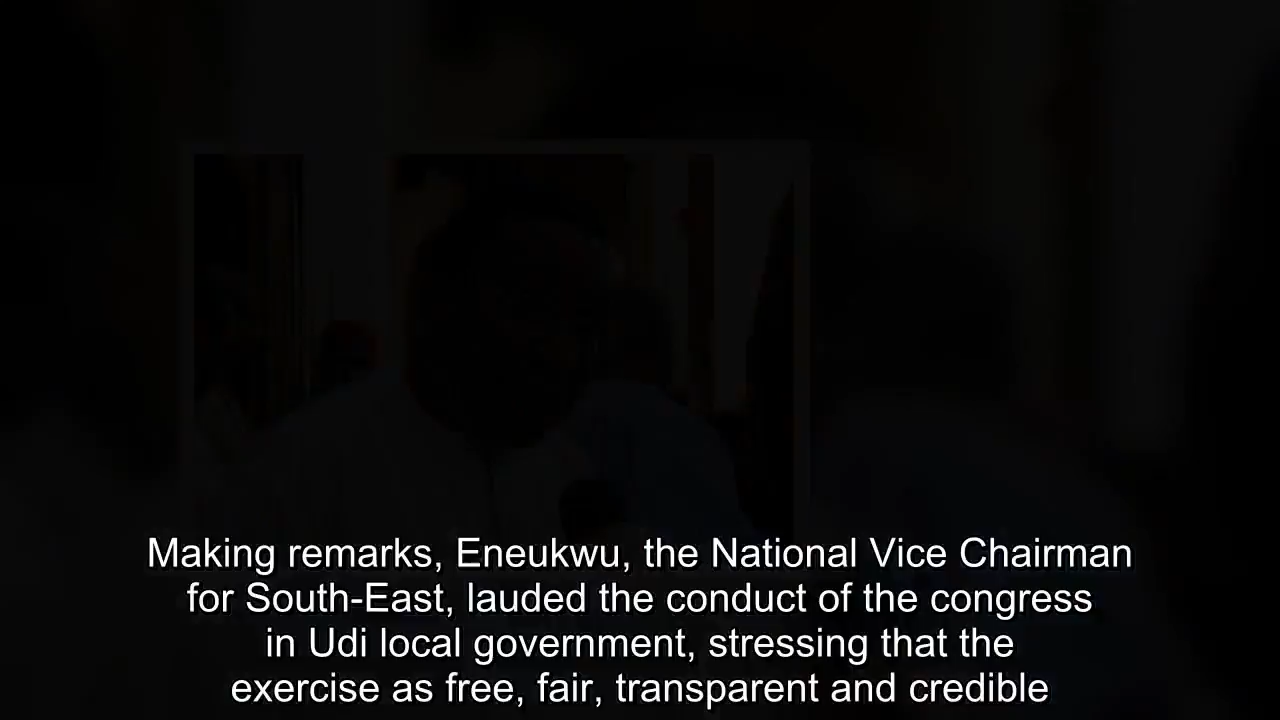 Making remarks, Eneukwu, the National Vice Chairman
for South-East, lauded the conduct of the congress
in Udi local government, stressing that the
exercise as free, fair, transparent and credible